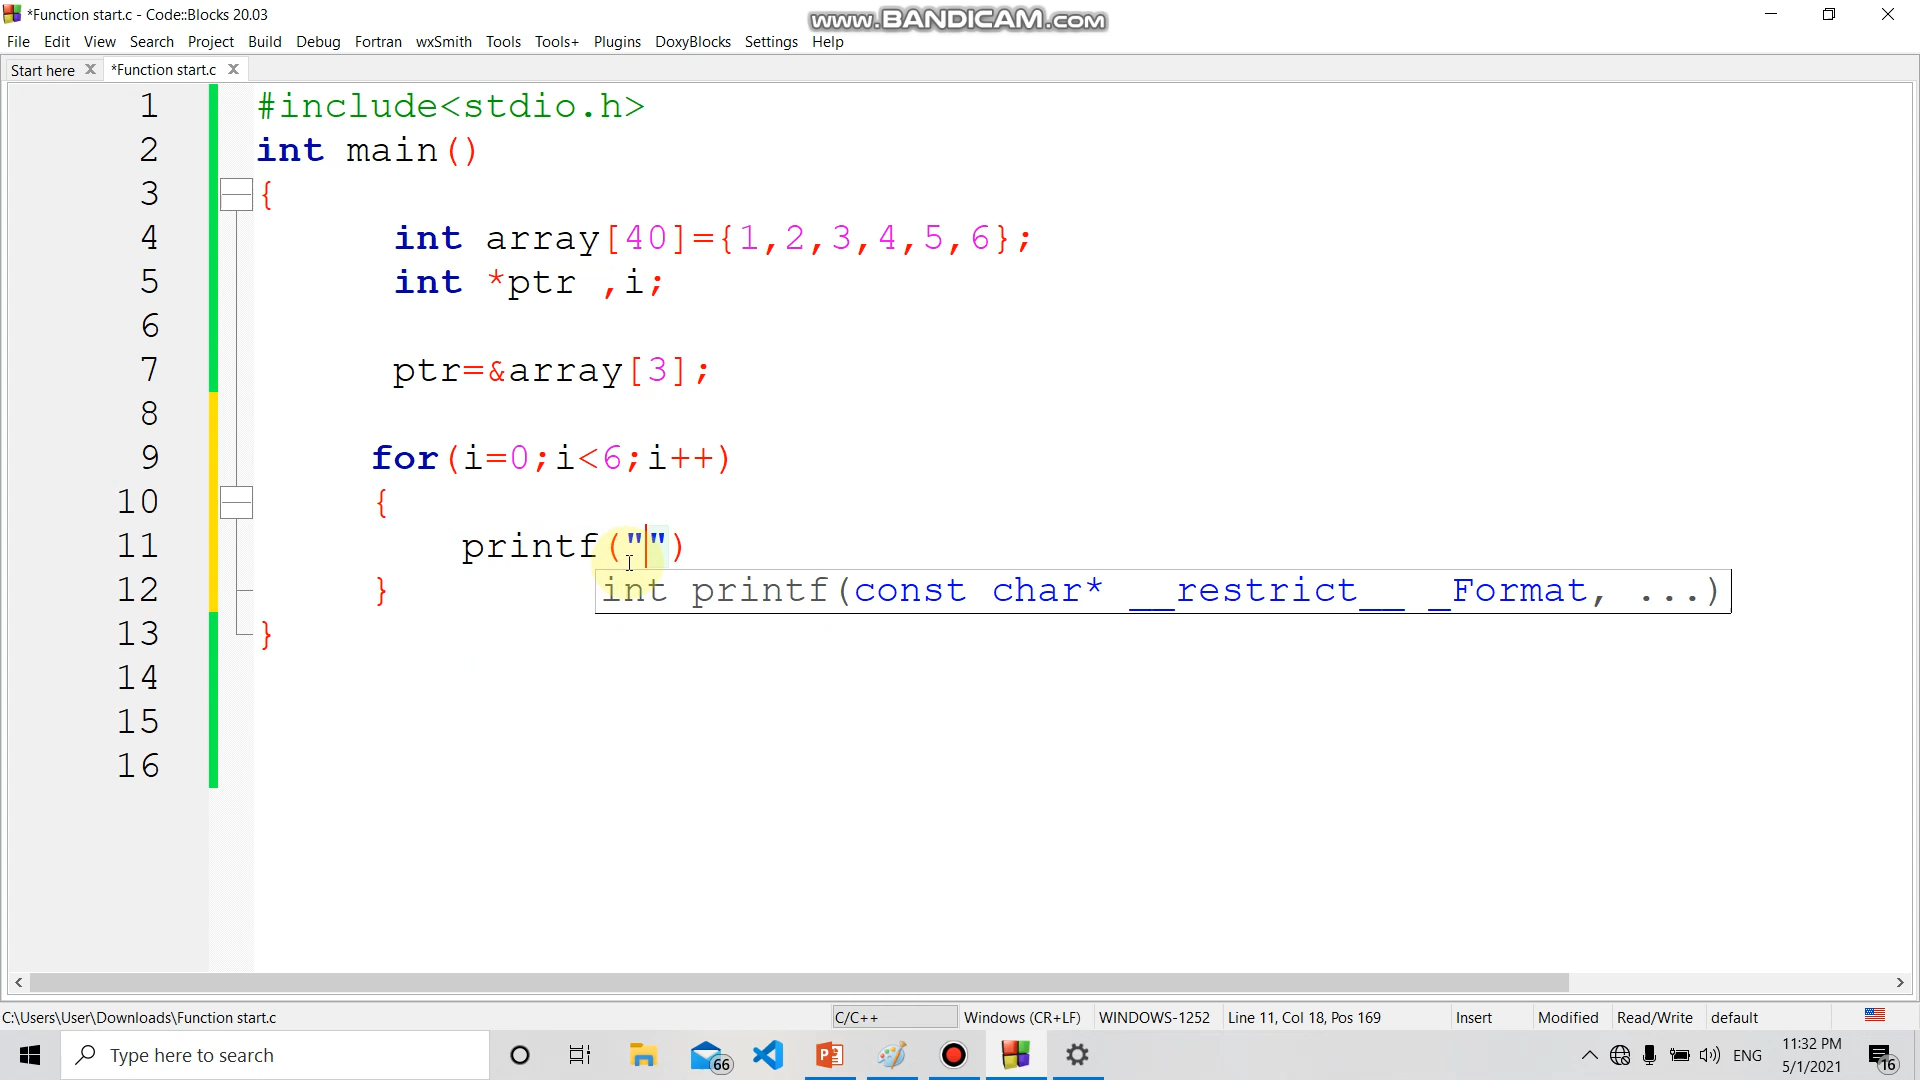 *Function start.c - Code::Blocks 20.03
www.BANDICAM.com
File Edit View Search Project Build Debug Fortran wxSmith Tools Tools+ Plugins DoxyBlocks Settings Help
Start here *Function start.c
1 #include<stdio.h>
2 int main()
3 {
4 int array[40]={1,2,3,4,5,6};
5 int *ptr ,i;
6
7 ptr=&array[3];
8
9 for(i=0;i<6;i++)
10 {
11 printf("")
12 }
int printf(const char* __restrict__ _Format, ...)
13 }
14
15
16
C:\Users\User\Downloads\Function start.c C/C++ Windows (CR+LF) WINDOWS-1252 Line 11, Col 18, Pos 169 Insert Modified Read/Write default
Type here to search 66 ENG 11:32 PM
5/1/2021 16